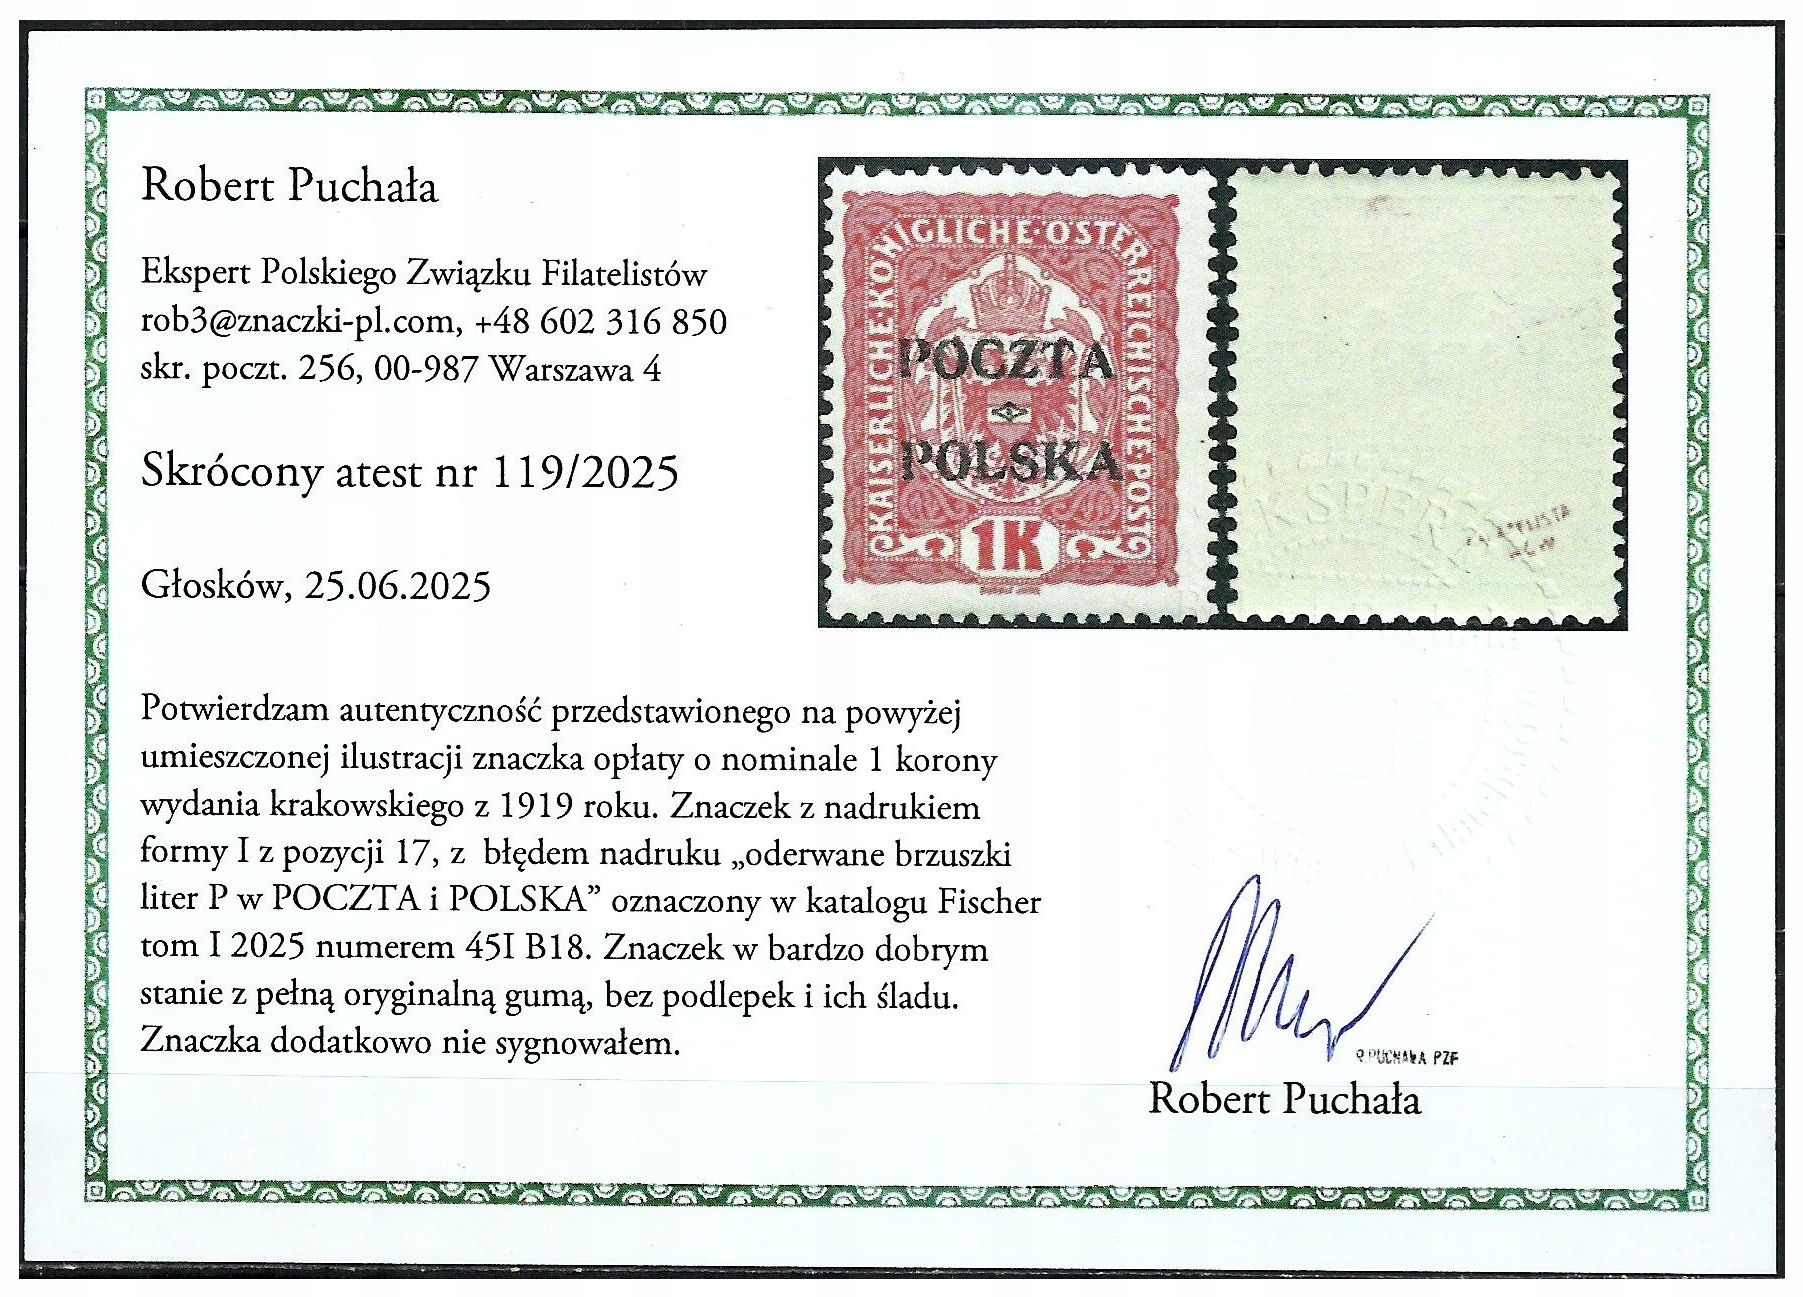 Robert Puchała
Ekspert Polskiego Związku Filatelistów
rob3@znaczki-pl.com, +48 602 316 850
skr. poczt. 256, 00-987 Warszawa 4
Skrócony atest nr 119/2025
Głosków, 25.06.2025
KAISERLICHE·KÖNIGLICHE·ÖSTERREICHISCHE·POST
POCZTA
POLSKA
1K
Potwierdzam autentyczność przedstawionego na powyżej
umieszczonej ilustracji znaczka opłaty o nominale 1 korony
wydania krakowskiego z 1919 roku. Znaczek z nadrukiem
formy I z pozycji 17, z błędem nadruku „oderwane brzuszki
liter P w POCZTA i POLSKA” oznaczony w katalogu Fischer
tom I 2025 numerem 45I B18. Znaczek w bardzo dobrym
stanie z pełną oryginalną gumą, bez podlepek i ich śladu.
Znaczka dodatkowo nie sygnowałem.
R.PUCHAŁA PZF
Robert Puchała